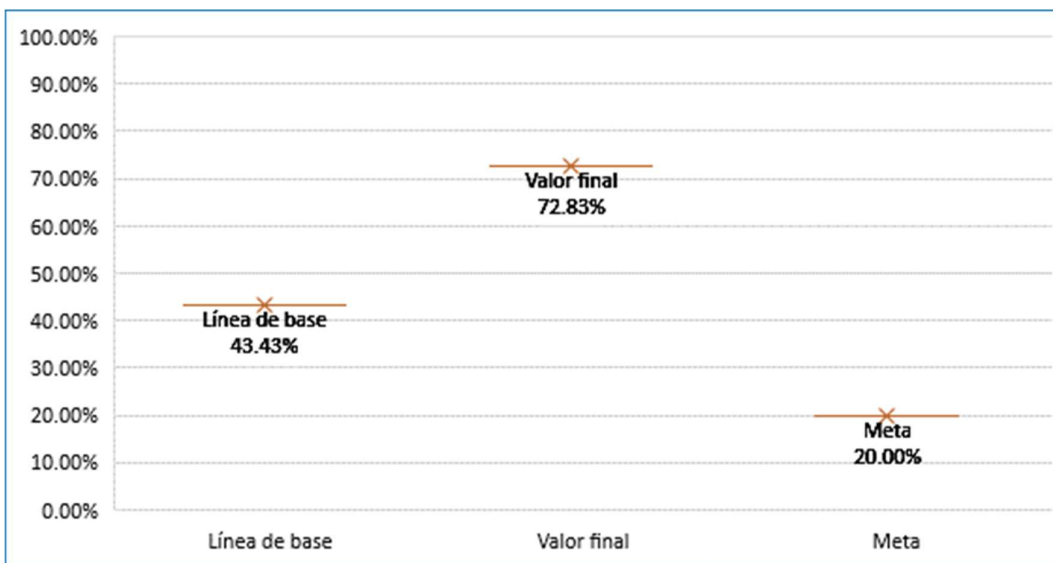 100.00%
90.00%
80.00%
70.00%
60.00%
50.00%
40.00%
30.00%
20.00%
10.00%
0.00%
Valor final
72.83%
Línea de base
43.43%
Meta
20.00%
Línea de base
Valor final
Meta